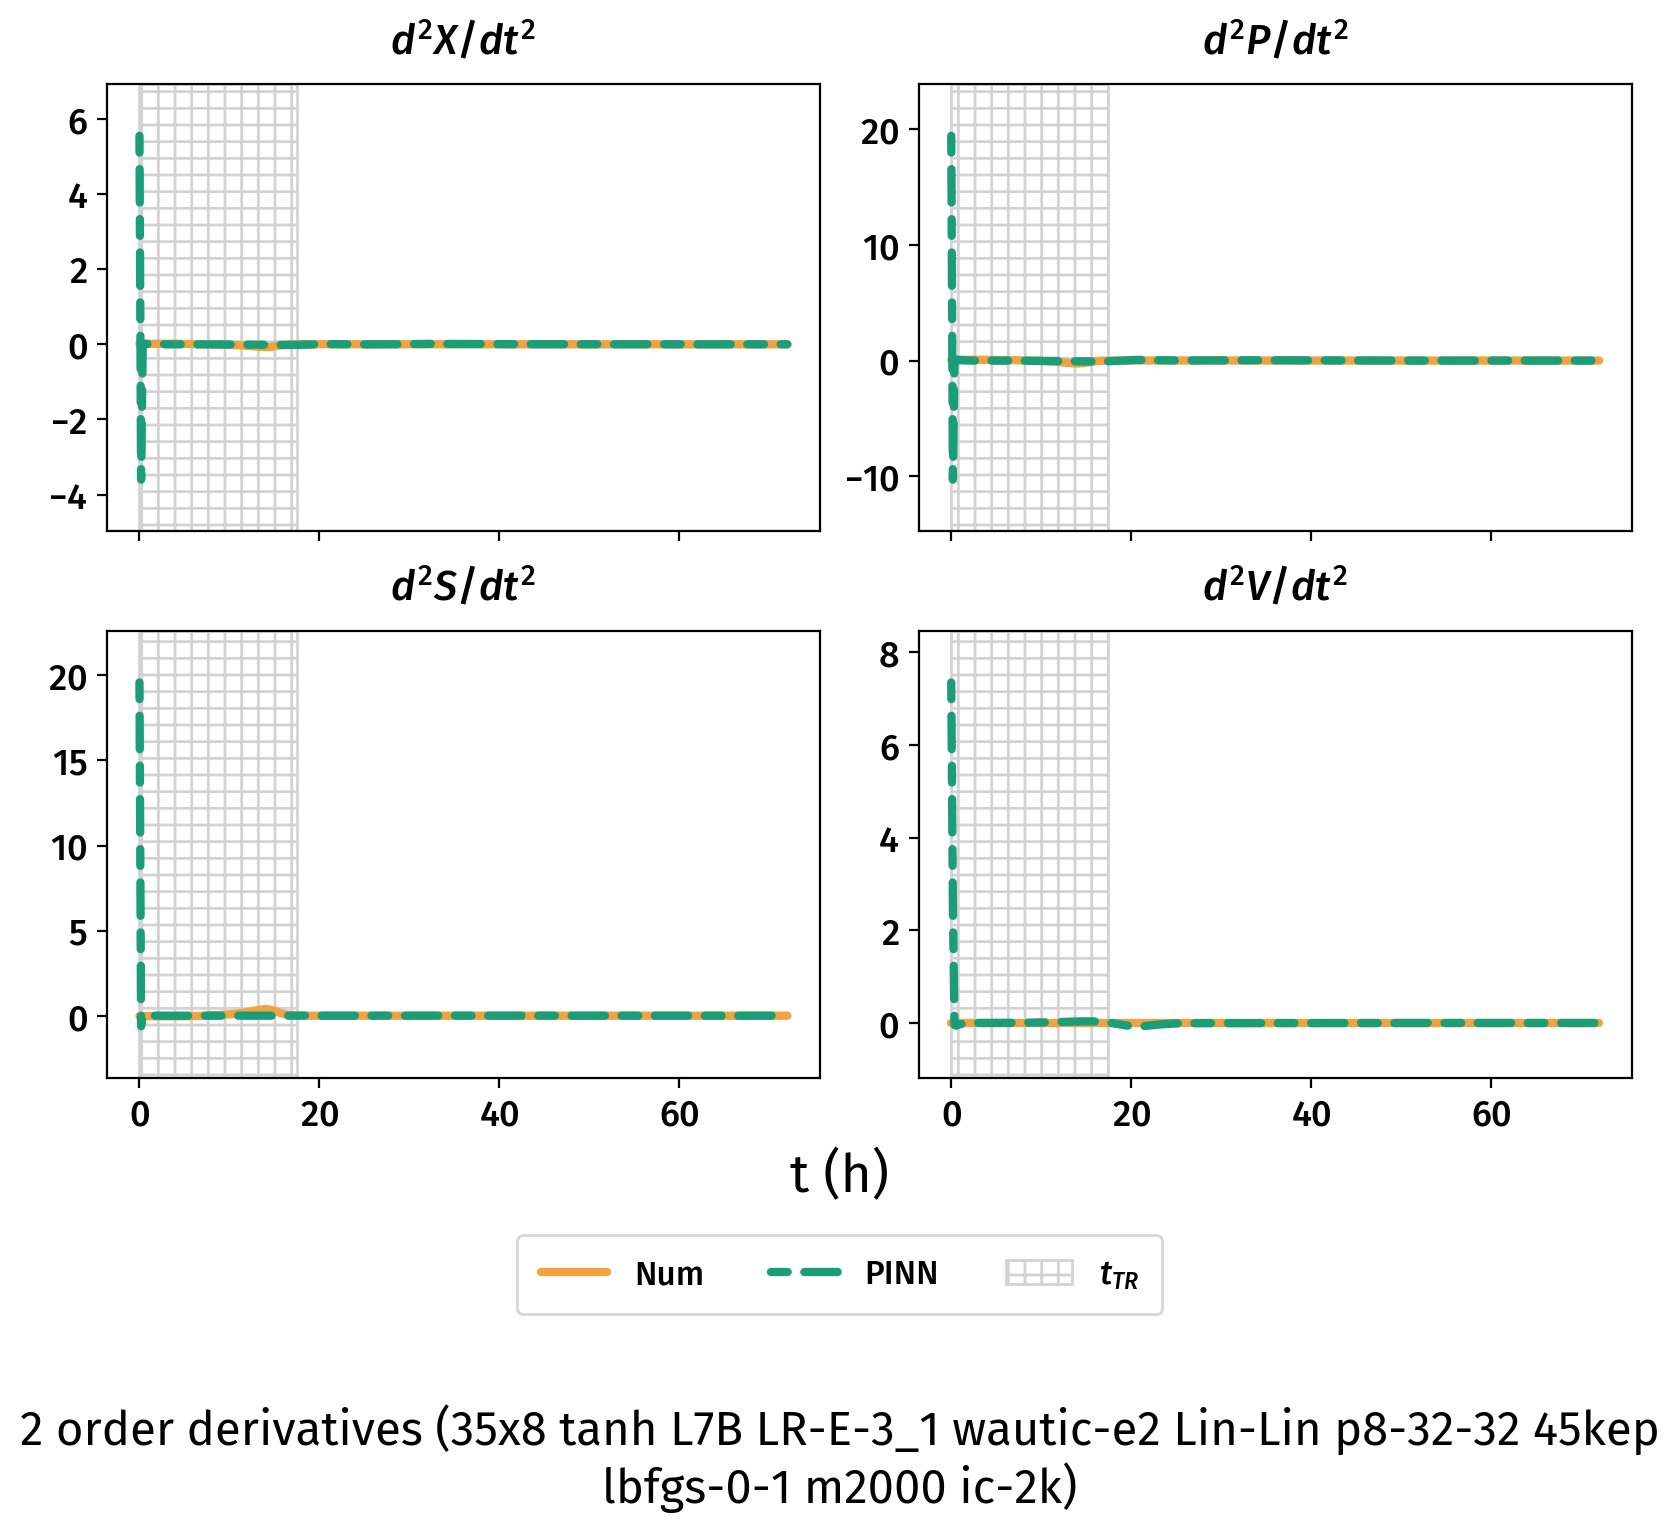 d²X/dt²
d²P/dt²
6
4
2
0
−2
−4
20
10
0
−10
d²S/dt²
d²V/dt²
20
15
10
5
0
8
6
4
2
0
0 20 40 60
0 20 40 60
t (h)
Num PINN t_TR
2 order derivatives (35x8 tanh L7B LR-E-3_1 wautic-e2 Lin-Lin p8-32-32 45kep
lbfgs-0-1 m2000 ic-2k)